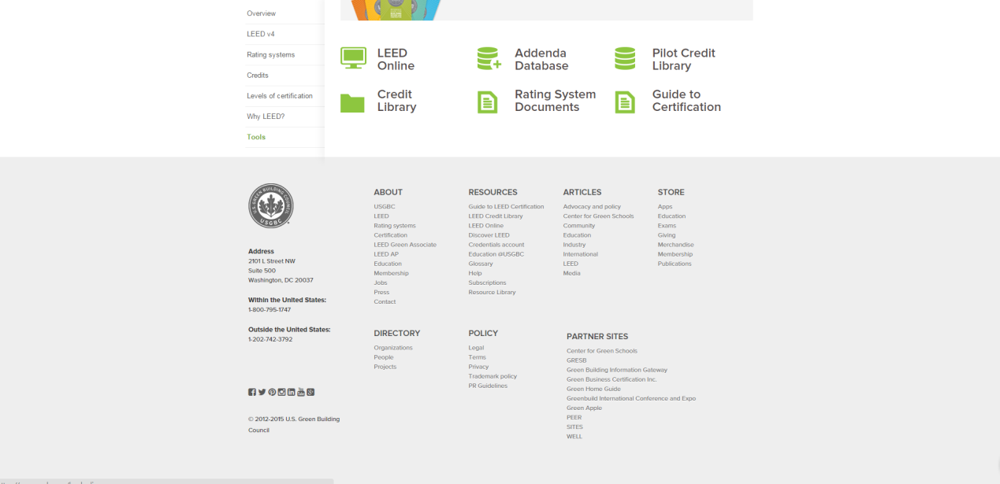 Overview
LEED v4
Rating systems
Credits
Levels of certification
Why LEED?
Tools
LEED
Online
Addenda
Database
Pilot Credit
Library
Credit
Library
Rating System
Documents
Guide to
Certification
U.S. GREEN BUILDING COUNCIL
USGBC
Address
2101 L Street NW
Suite 500
Washington, DC 20037
Within the United States:
1-800-795-1747
Outside the United States:
1-202-742-3792
© 2012-2015 U.S. Green Building
Council
ABOUT
USGBC
LEED
Rating systems
Certification
LEED Green Associate
LEED AP
Education
Membership
Jobs
Press
Contact
RESOURCES
Guide to LEED Certification
LEED Credit Library
LEED Online
Discover LEED
Credentials account
Education @USGBC
Glossary
Help
Subscriptions
Resource Library
ARTICLES
Advocacy and policy
Center for Green Schools
Community
Education
Industry
International
LEED
Media
STORE
Apps
Education
Exams
Giving
Merchandise
Membership
Publications
DIRECTORY
Organizations
People
Projects
POLICY
Legal
Terms
Privacy
Trademark policy
PR Guidelines
PARTNER SITES
Center for Green Schools
GRESB
Green Building Information Gateway
Green Business Certification Inc.
Green Home Guide
Greenbuild International Conference and Expo
Green Apple
PEER
SITES
WELL